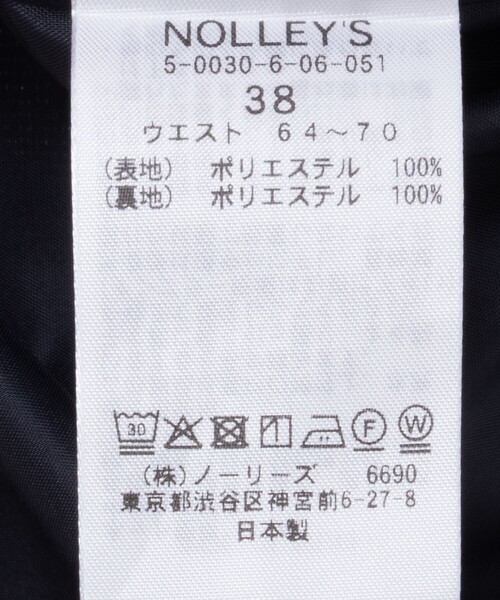 NOLLEY'S
5-0030-6-06-051
38
ウエスト 64～70
(表地) ポリエステル 100%
(裏地) ポリエステル 100%
30 F W
(株)ノーリーズ 6690
東京都渋谷区神宮前6-27-8
日本製